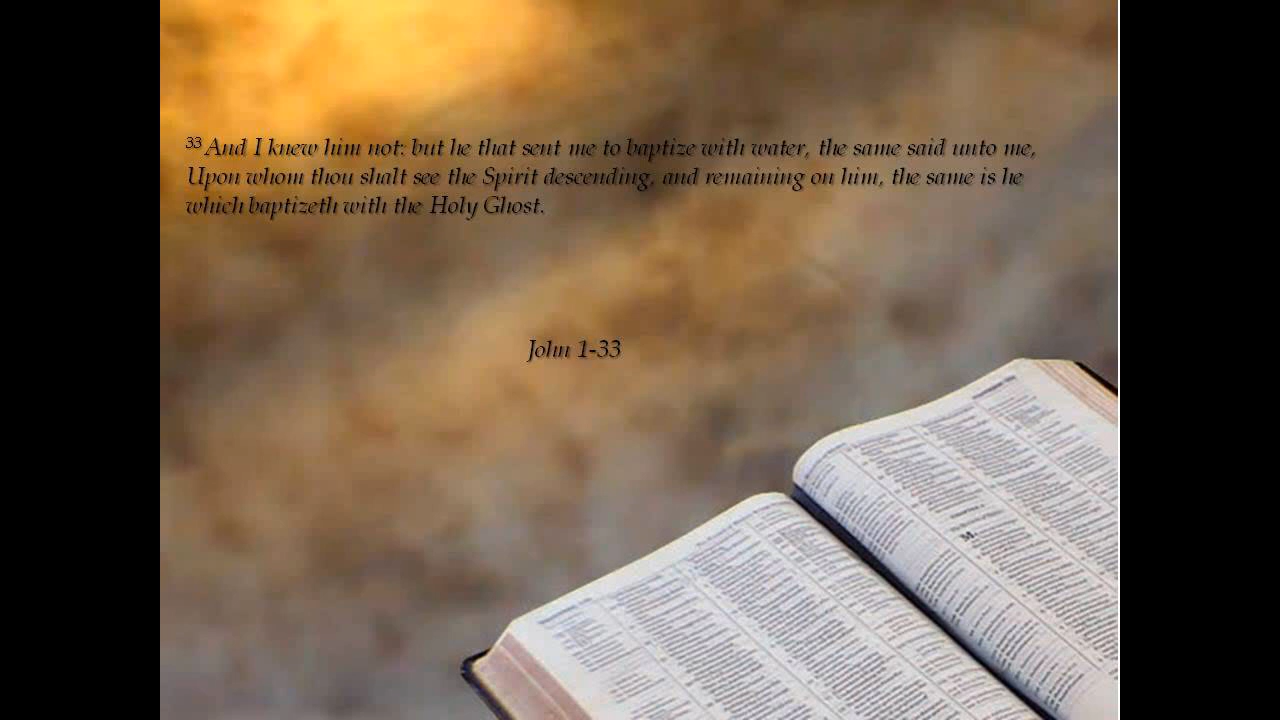 33 And I knew him not: but he that sent me to baptize with water, the same said unto me,
Upon whom thou shalt see the Spirit descending, and remaining on him, the same is he
which baptizeth with the Holy Ghost.
John 1-33